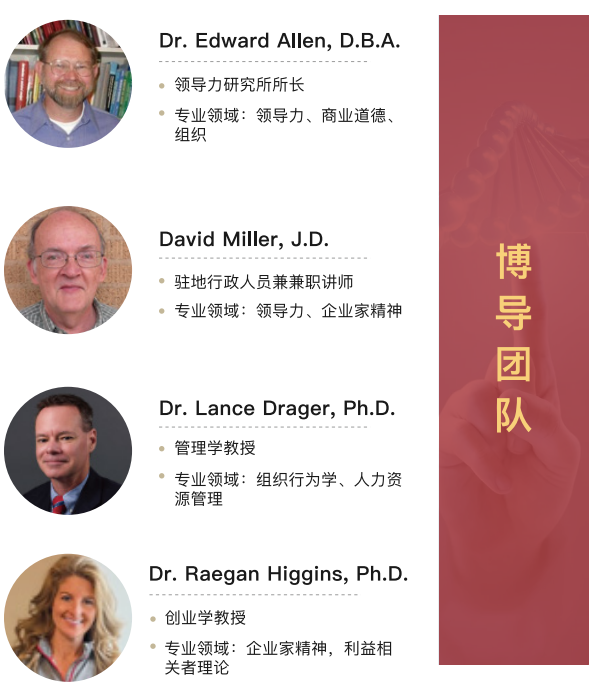 Dr. Edward Allen, D.B.A.
领导力研究所所长
专业领域：领导力、商业道德、
组织
David Miller, J.D.
驻地行政人员兼兼职讲师
专业领域：领导力、企业家精神
Dr. Lance Drager, Ph.D.
管理学教授
专业领域：组织行为学、人力资
源管理
Dr. Raegan Higgins, Ph.D.
创业学教授
专业领域：企业家精神，利益相
关者理论
博导团队